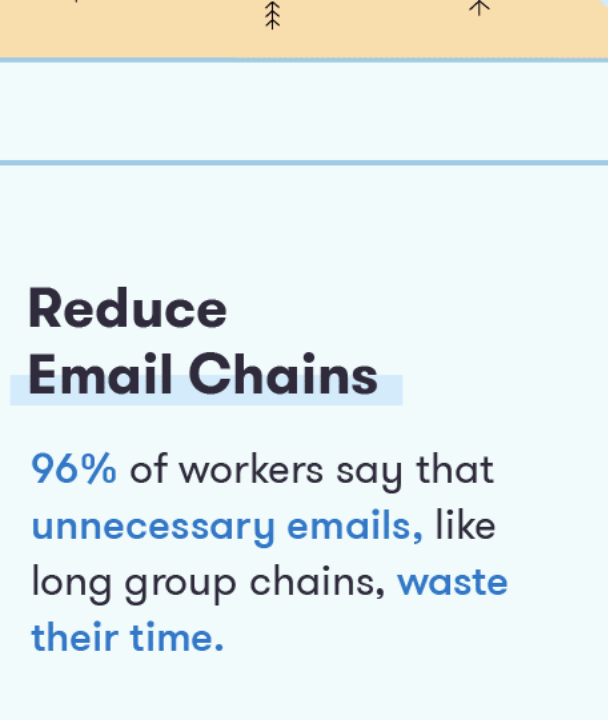 Reduce
Email Chains
96% of workers say that
unnecessary emails, like
long group chains, waste
their time.